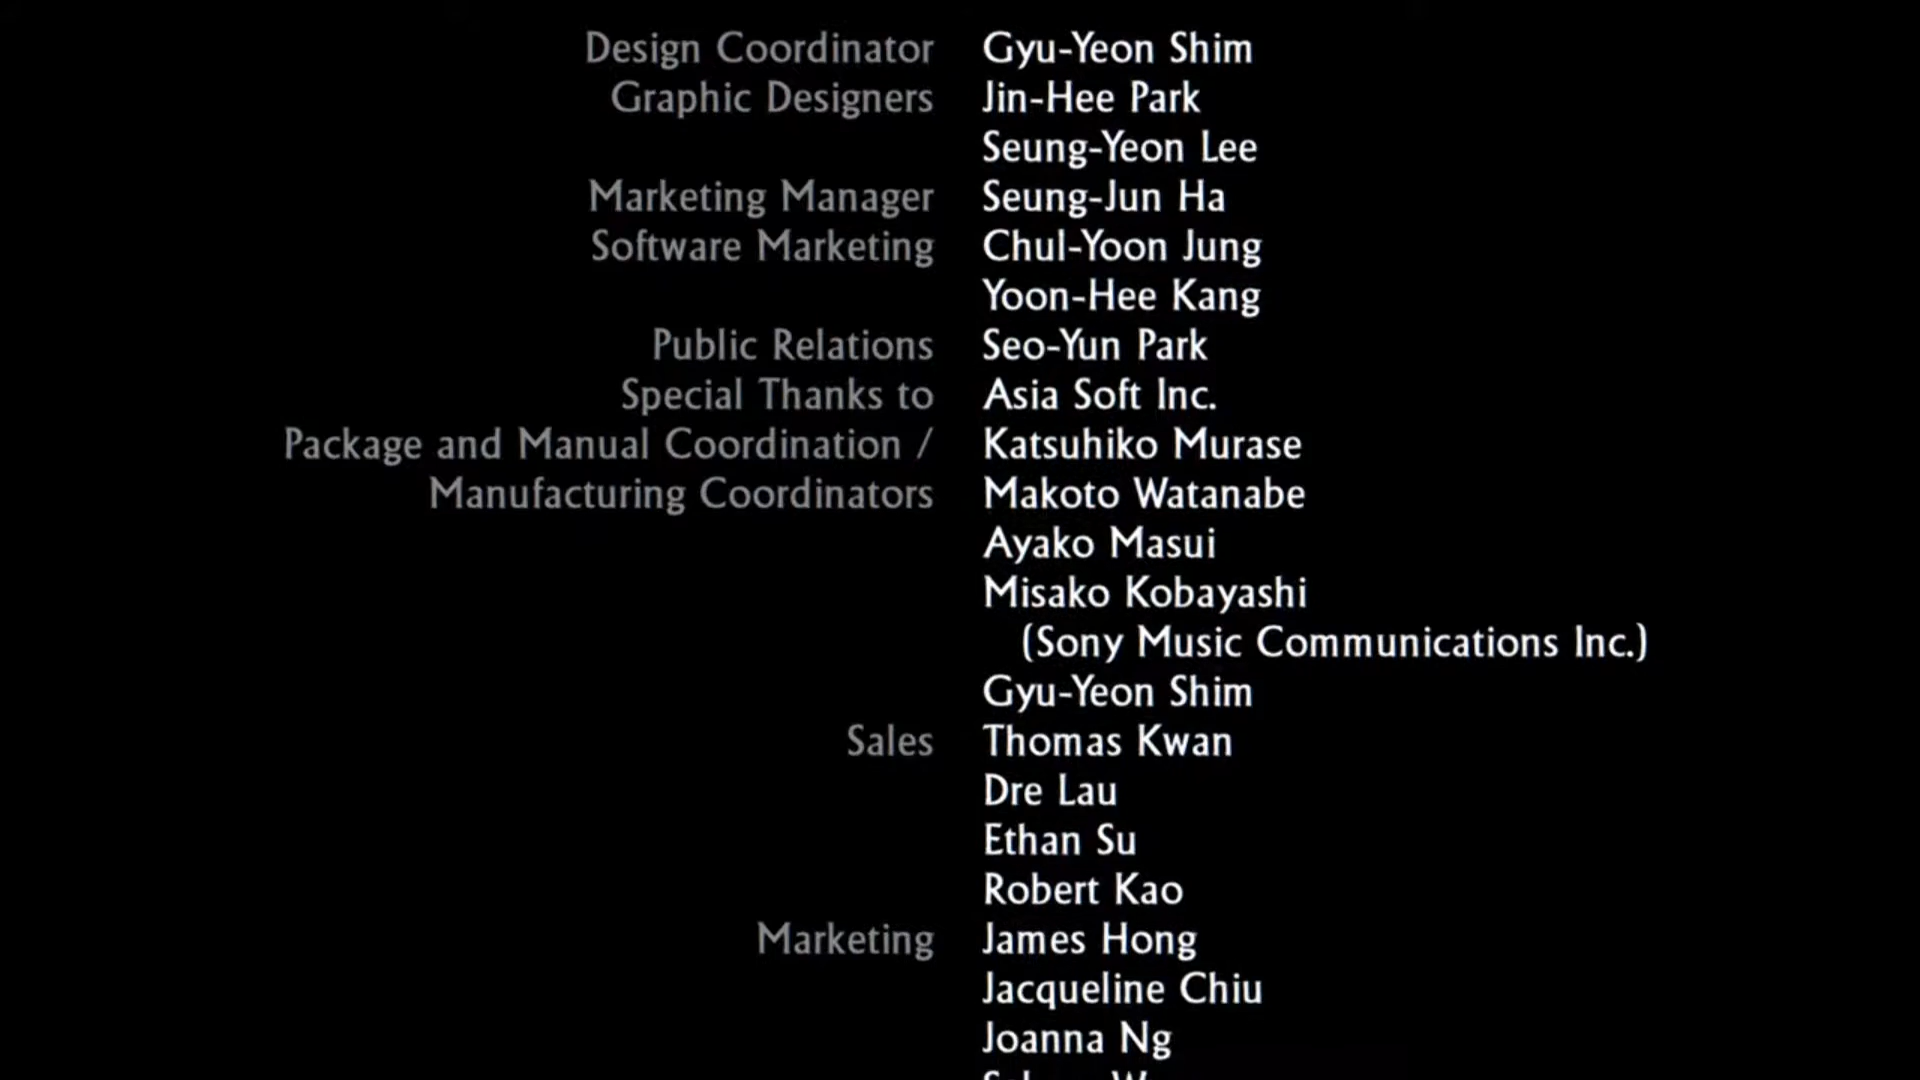 Design Coordinator Gyu-Yeon Shim
Graphic Designers Jin-Hee Park
Seung-Yeon Lee
Marketing Manager Seung-Jun Ha
Software Marketing Chul-Yoon Jung
Yoon-Hee Kang
Public Relations Seo-Yun Park
Special Thanks to Asia Soft Inc.
Package and Manual Coordination / Katsuhiko Murase
Manufacturing Coordinators Makoto Watanabe
Ayako Masui
Misako Kobayashi
(Sony Music Communications Inc.)
Gyu-Yeon Shim
Sales Thomas Kwan
Dre Lau
Ethan Su
Robert Kao
Marketing James Hong
Jacqueline Chiu
Joanna Ng